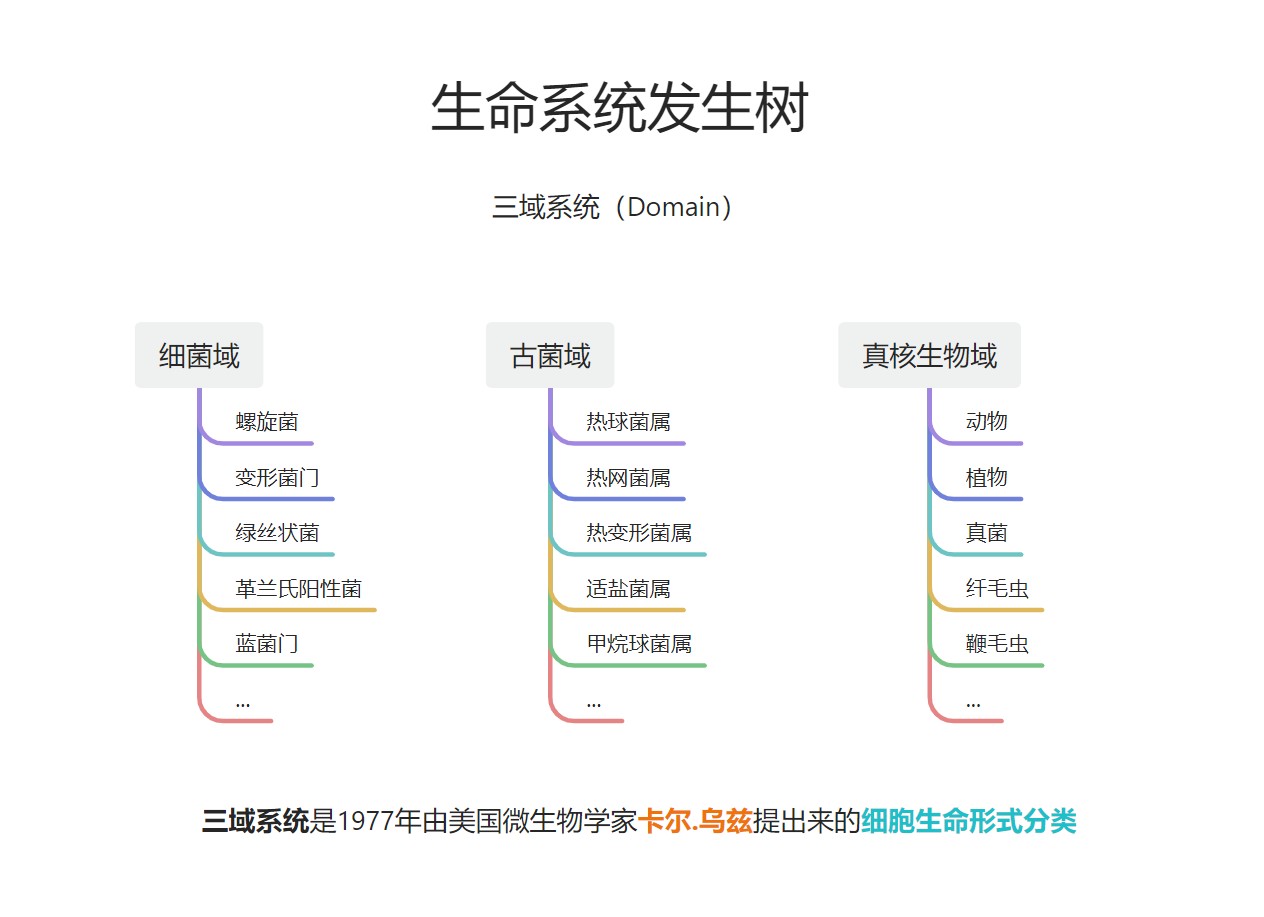 生命系统发生树
三域系统（Domain）
细菌域
螺旋菌
变形菌门
绿丝状菌
革兰氏阳性菌
蓝菌门
...
古菌域
热球菌属
热网菌属
热变形菌属
适盐菌属
甲烷球菌属
...
真核生物域
动物
植物
真菌
纤毛虫
鞭毛虫
...
三域系统是1977年由美国微生物学家卡尔.乌兹提出来的细胞生命形式分类